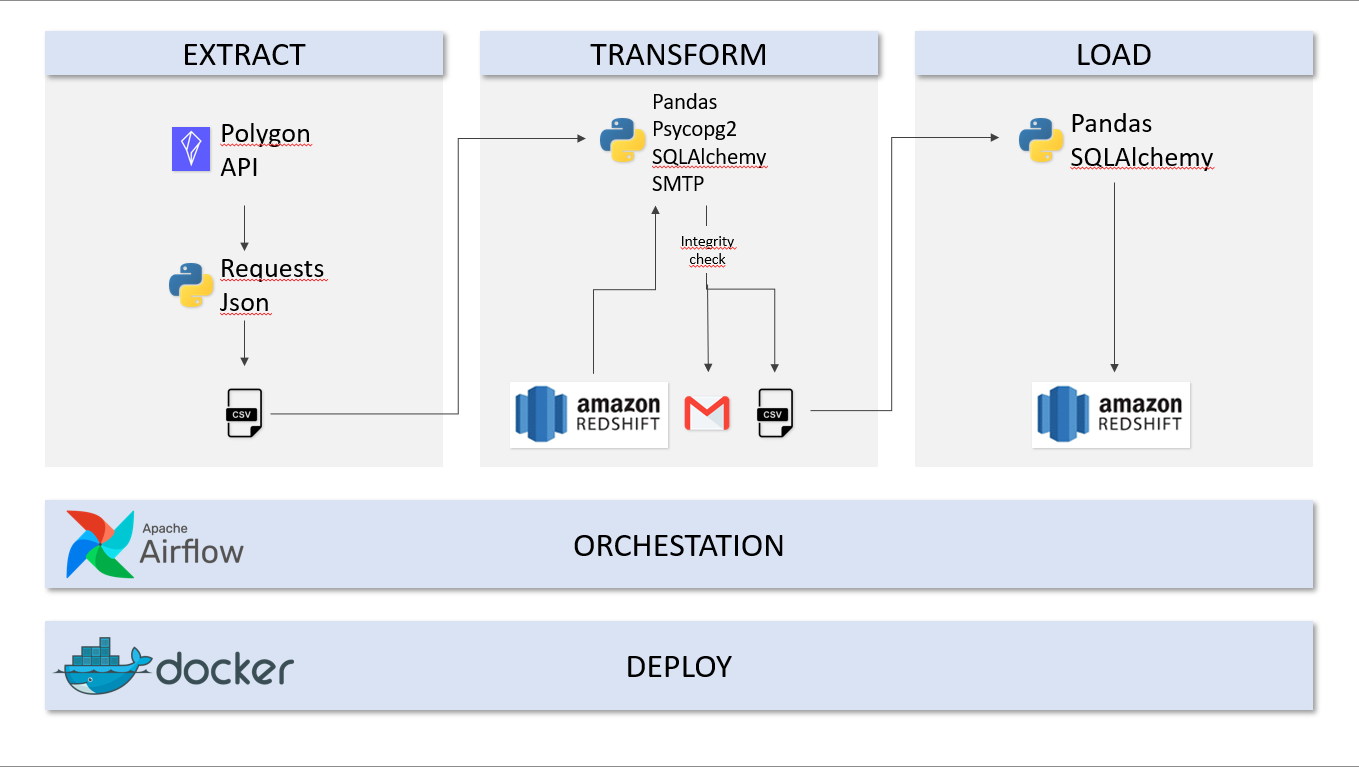 EXTRACT
Polygon
API
Requests
Json
CSV
TRANSFORM
Pandas
Psycopg2
SQLAlchemy
SMTP
Integrity
check
amazon
REDSHIFT
CSV
LOAD
Pandas
SQLAlchemy
amazon
REDSHIFT
Apache
Airflow
ORCHESTATION
docker
DEPLOY